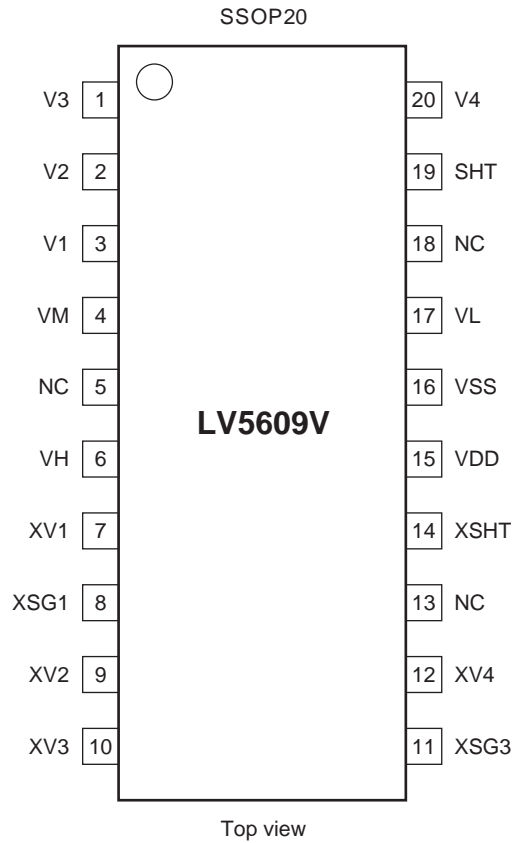 SSOP20
V3 1 20 V4
V2 2 19 SHT
V1 3 18 NC
VM 4 17 VL
NC 5 16 VSS
LV5609V
VH 6 15 VDD
XV1 7 14 XSHT
XSG1 8 13 NC
XV2 9 12 XV4
XV3 10 11 XSG3
Top view